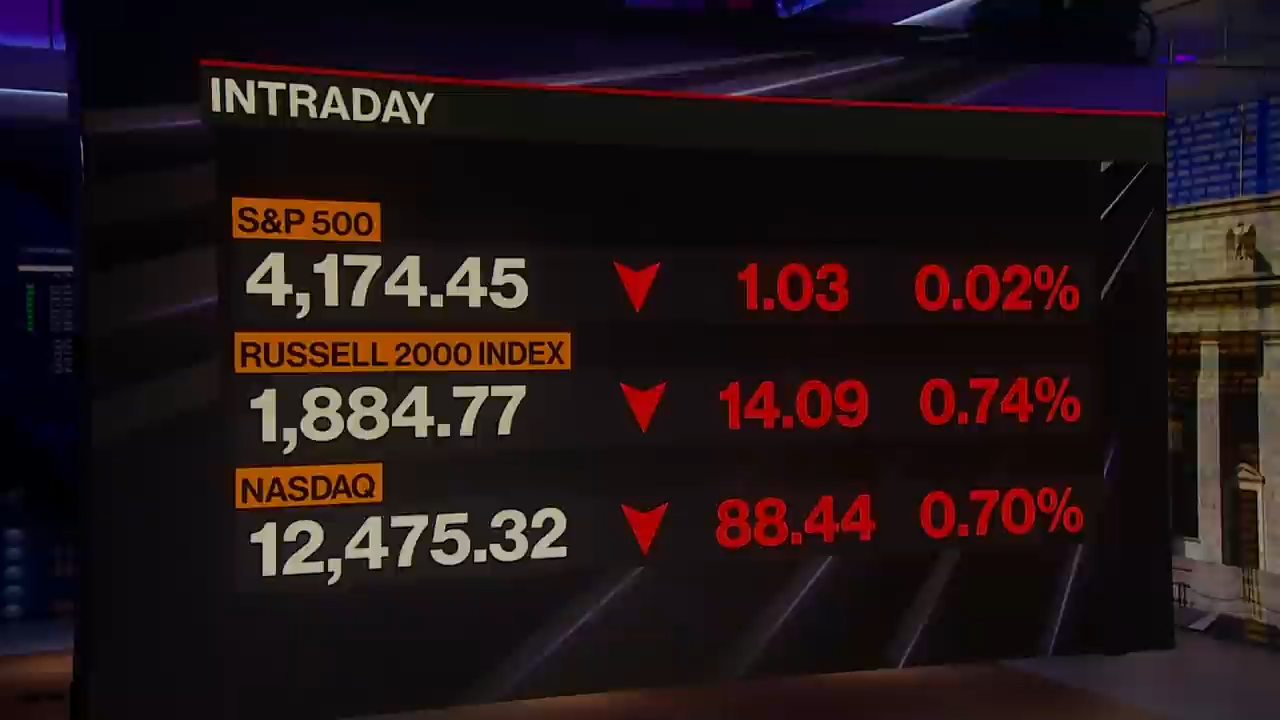 INTRADAY
S&P 500
4,174.45 1.03 0.02%
RUSSELL 2000 INDEX
1,884.77 14.09 0.74%
NASDAQ
12,475.32 88.44 0.70%